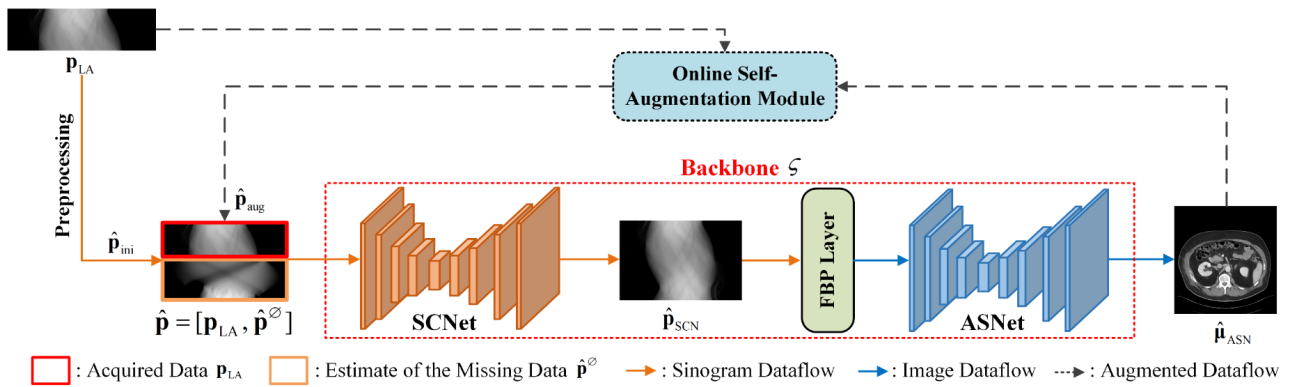 p_LA
Online Self-
Augmentation Module
Preprocessing
Backbone ς
p̂_aug
p̂_ini
FBP Layer
SCNet
p̂_SCN
ASNet
p̂ = [p_LA, p̂^∅]
μ̂_ASN
: Acquired Data p_LA : Estimate of the Missing Data p̂^∅ : Sinogram Dataflow : Image Dataflow : Augmented Dataflow